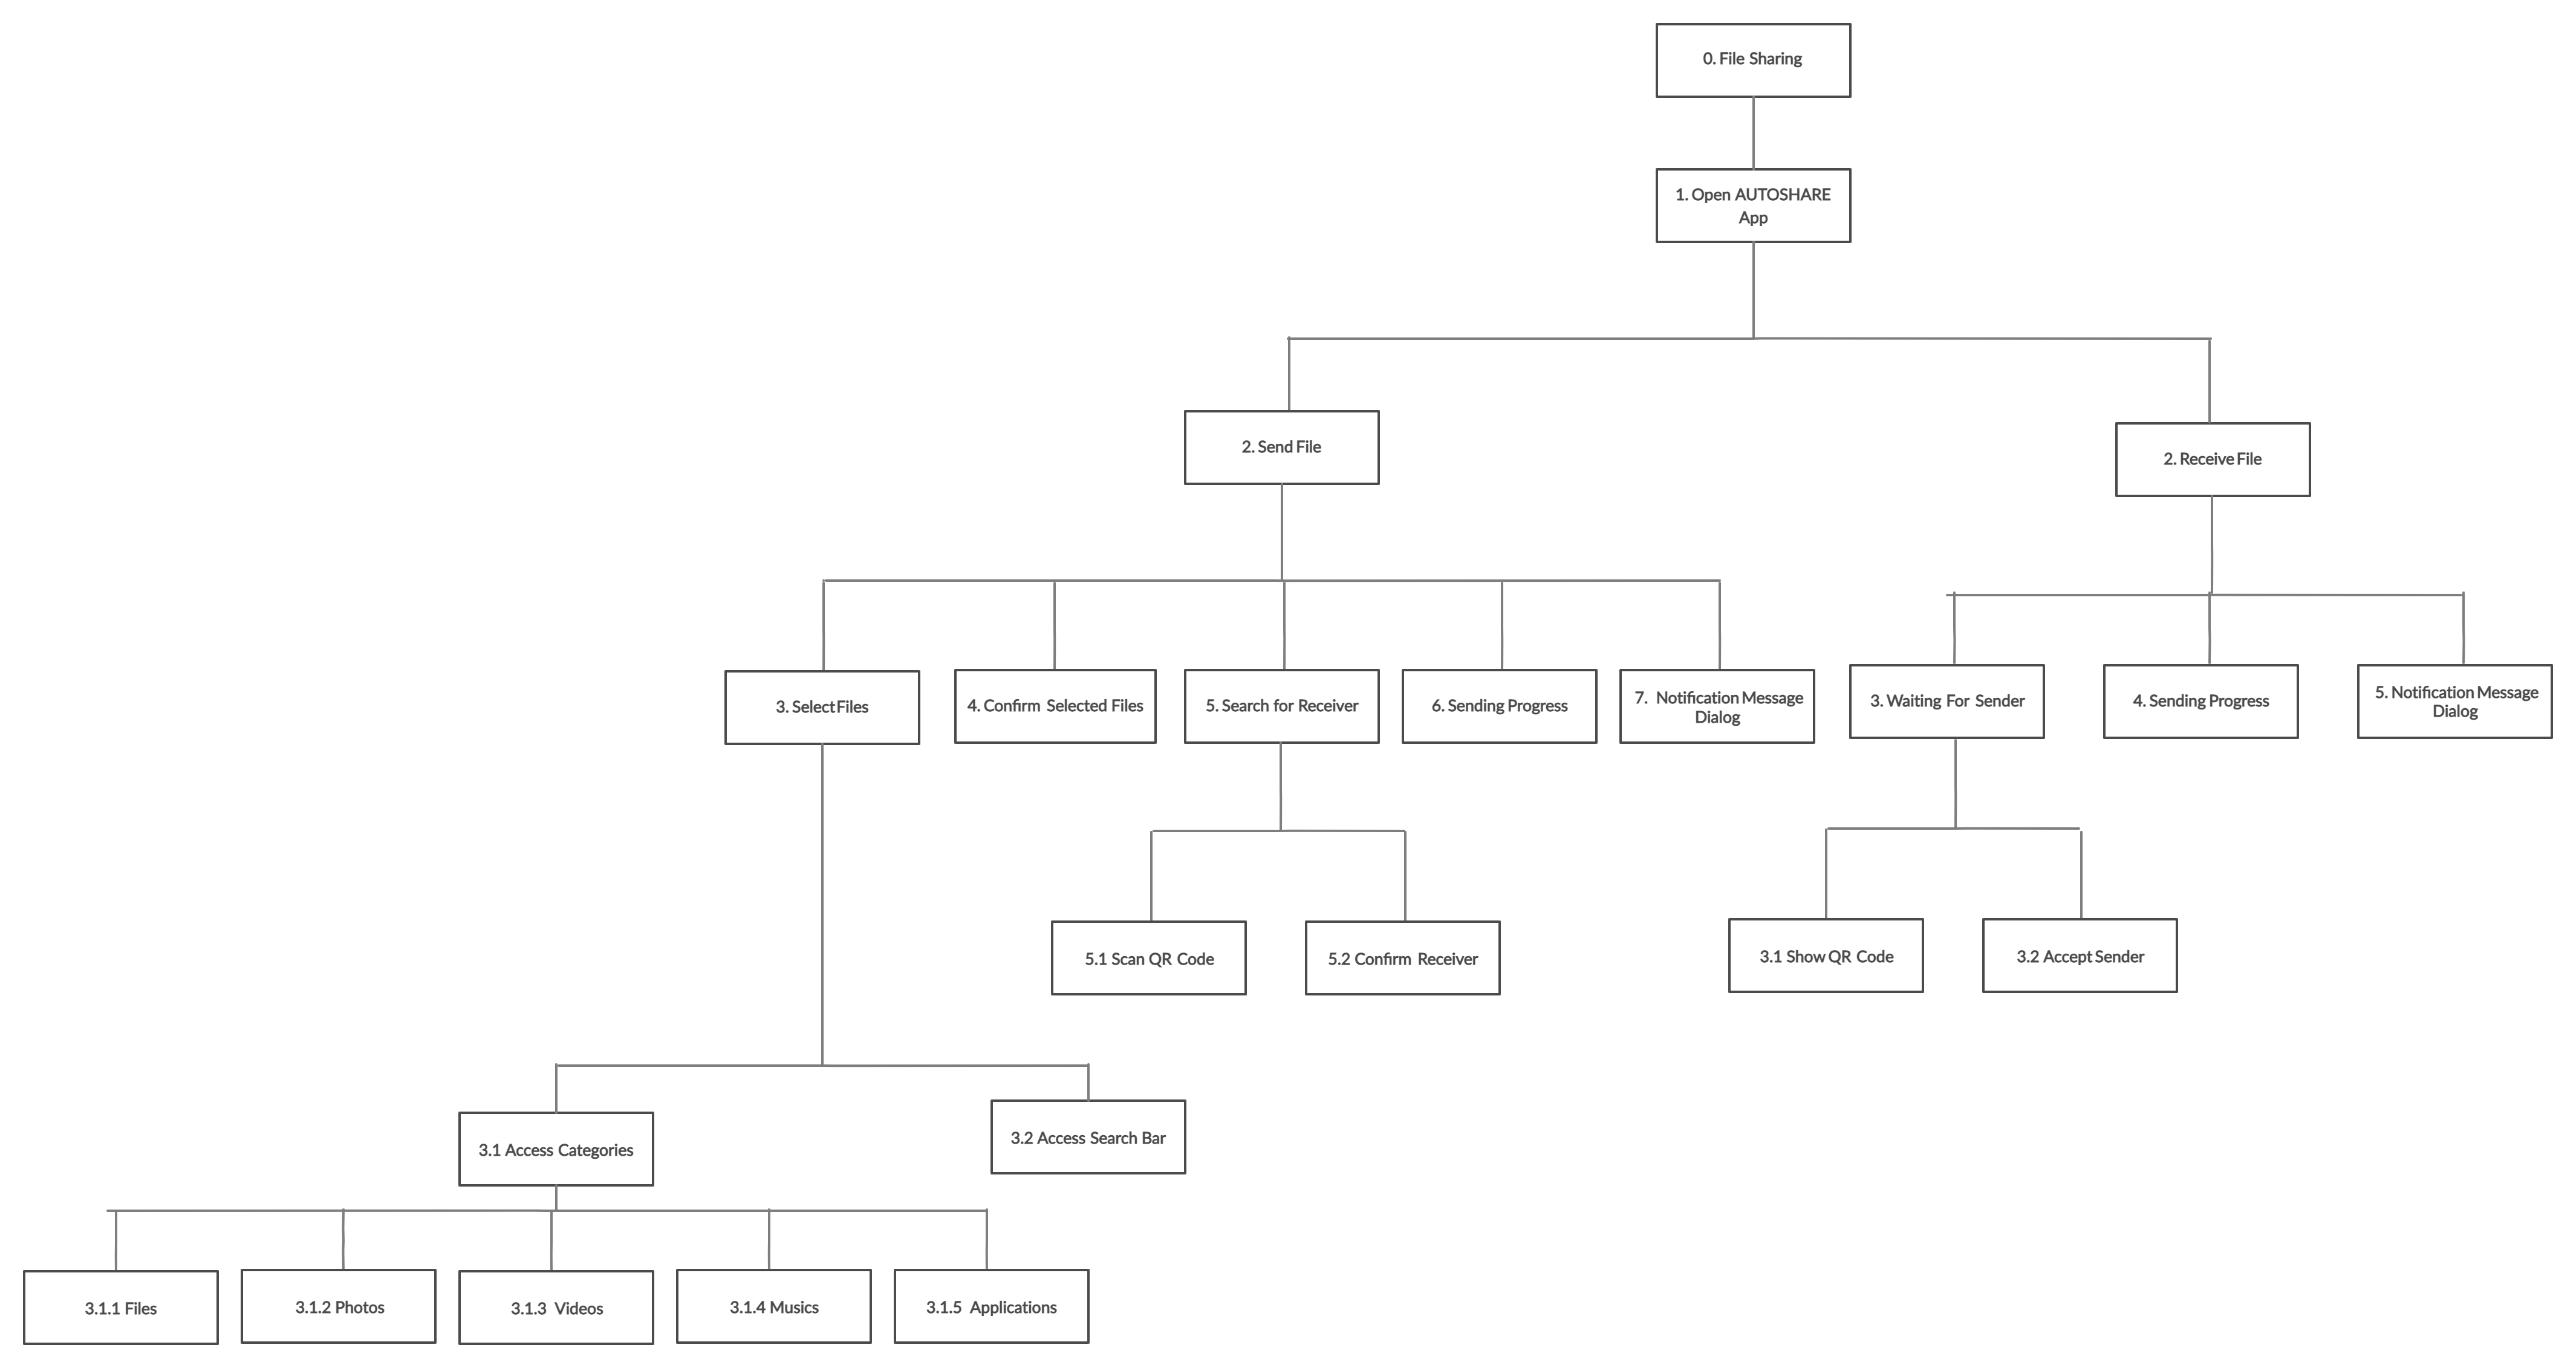 0. File Sharing
1. Open AUTOSHARE
App
2. Send File
2. Receive File
3. Select Files
4. Confirm Selected Files
5. Search for Receiver
6. Sending Progress
7. Notification Message
Dialog
3. Waiting For Sender
4. Sending Progress
5. Notification Message
Dialog
5.1 Scan QR Code
5.2 Confirm Receiver
3.1 Show QR Code
3.2 Accept Sender
3.1 Access Categories
3.2 Access Search Bar
3.1.1 Files
3.1.2 Photos
3.1.3 Videos
3.1.4 Musics
3.1.5 Applications